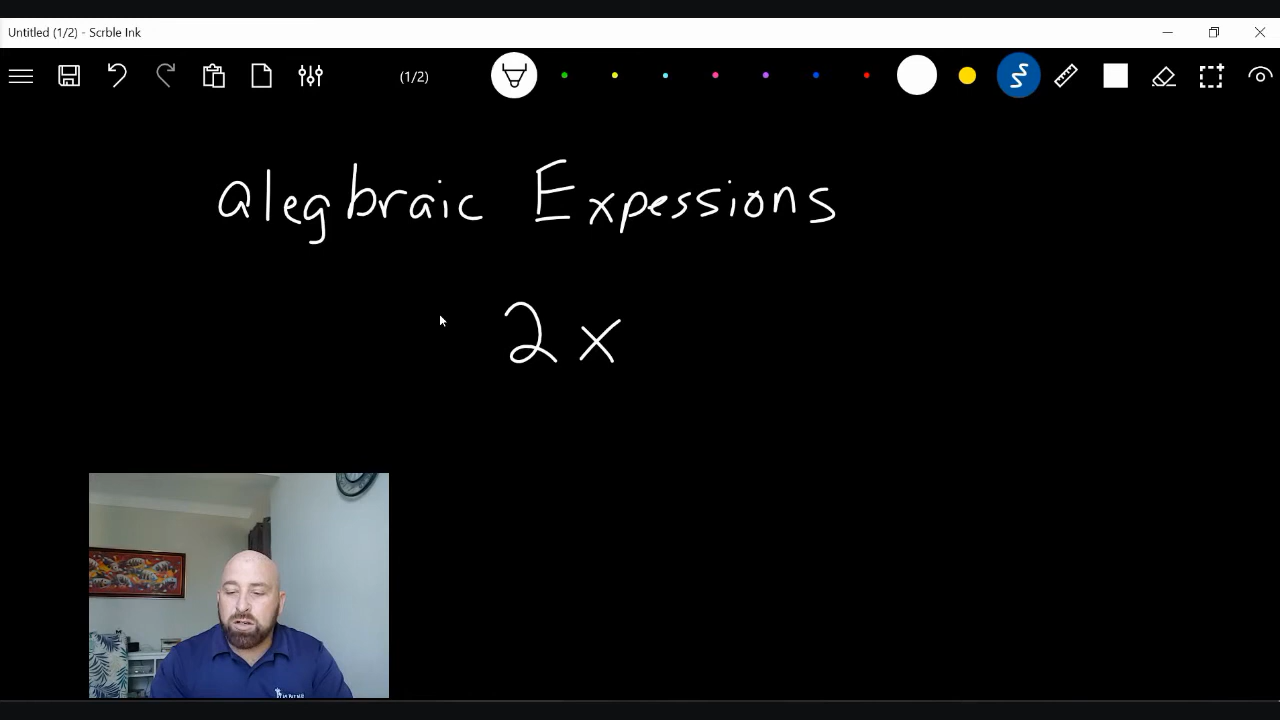 Untitled (1/2) - Scrble Ink
(1/2)
alegbraic Expessions
2x